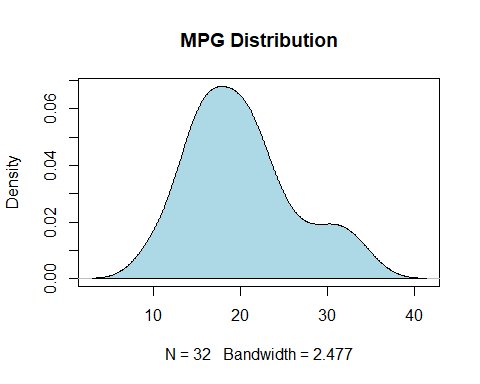 MPG Distribution
Density
0.00 0.02 0.04 0.06
10 20 30 40
N = 32 Bandwidth = 2.477